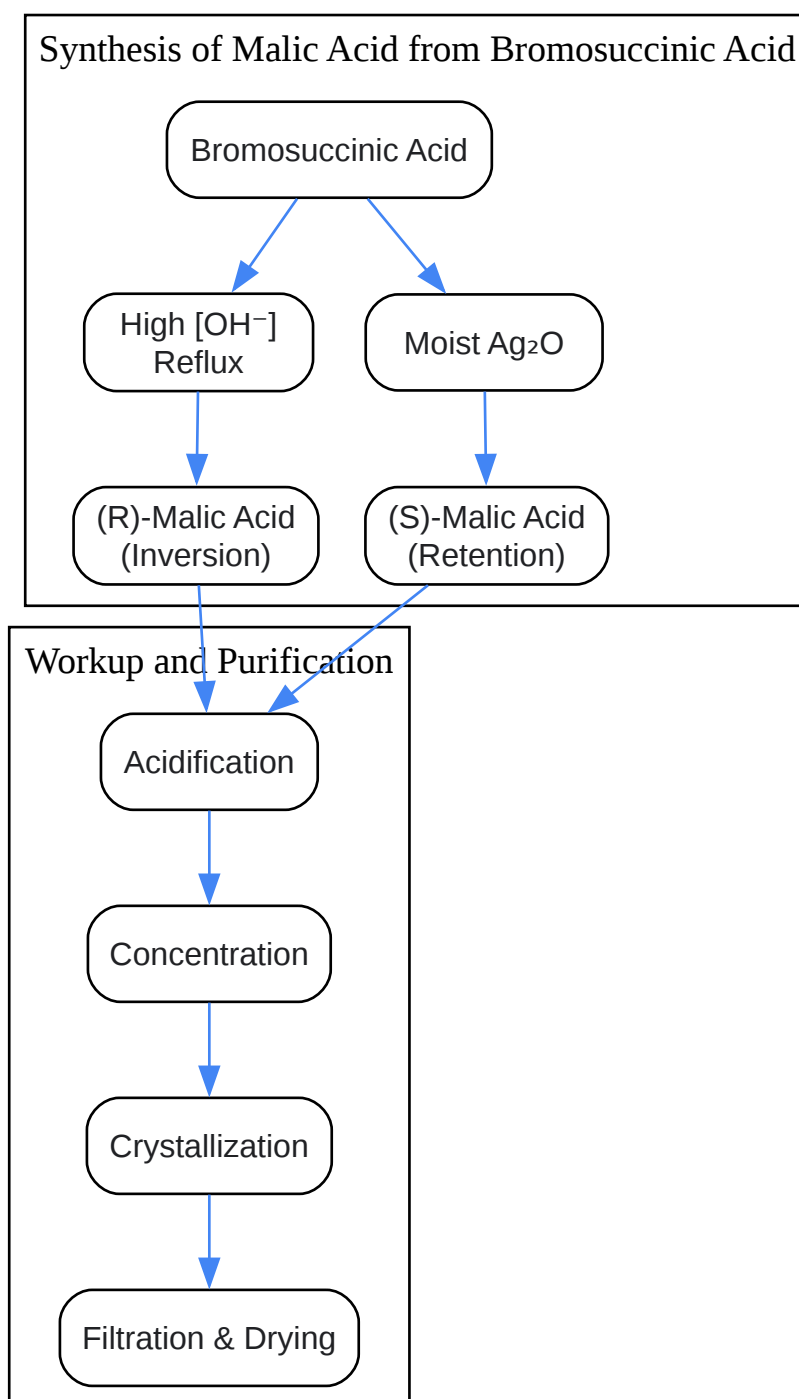 Synthesis of Malic Acid from Bromosuccinic Acid
Bromosuccinic Acid
High [OH⁻]
Reflux
Moist Ag₂O
(R)-Malic Acid
(Inversion)
(S)-Malic Acid
(Retention)
Workup and Purification
Acidification
Concentration
Crystallization
Filtration & Drying